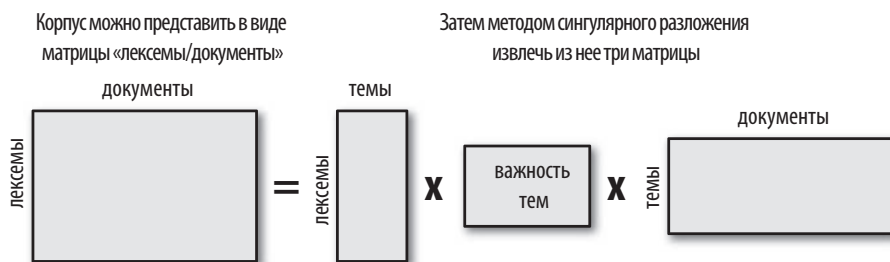 Корпус можно представить в виде
матрицы «лексемы/документы»
Затем методом сингулярного разложения
извлечь из нее три матрицы
документы
лексемы
=
темы
лексемы
x
важность
тем
x
документы
темы